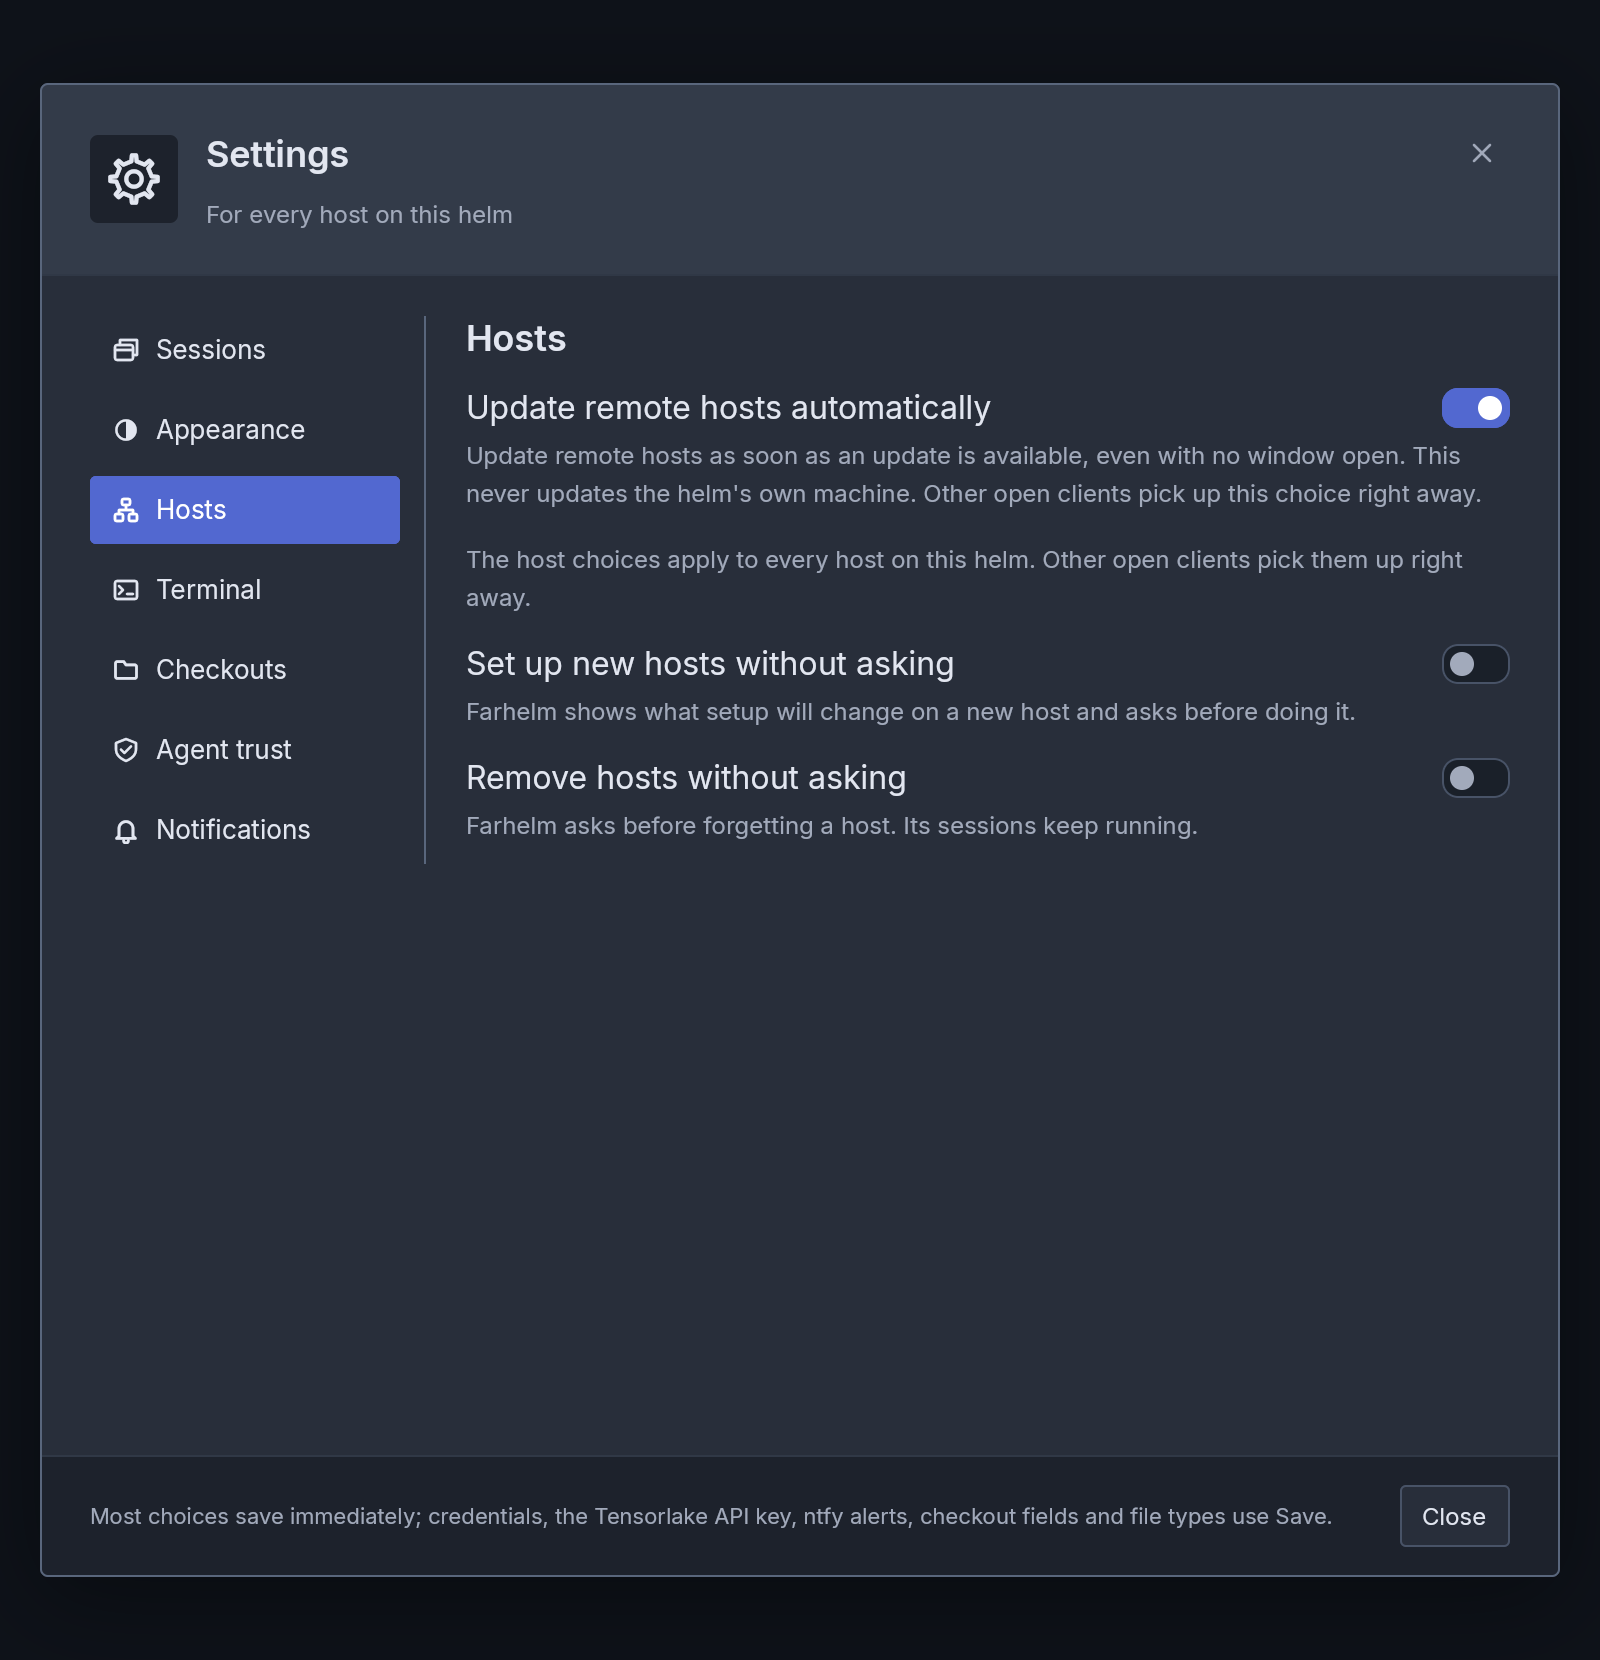 Settings
For every host on this helm
Sessions
Appearance
Hosts
Terminal
Checkouts
Agent trust
Notifications
Hosts
Update remote hosts automatically
Update remote hosts as soon as an update is available, even with no window open. This
never updates the helm's own machine. Other open clients pick up this choice right away.
The host choices apply to every host on this helm. Other open clients pick them up right
away.
Set up new hosts without asking
Farhelm shows what setup will change on a new host and asks before doing it.
Remove hosts without asking
Farhelm asks before forgetting a host. Its sessions keep running.
Most choices save immediately; credentials, the Tensorlake API key, ntfy alerts, checkout fields and file types use Save.
Close